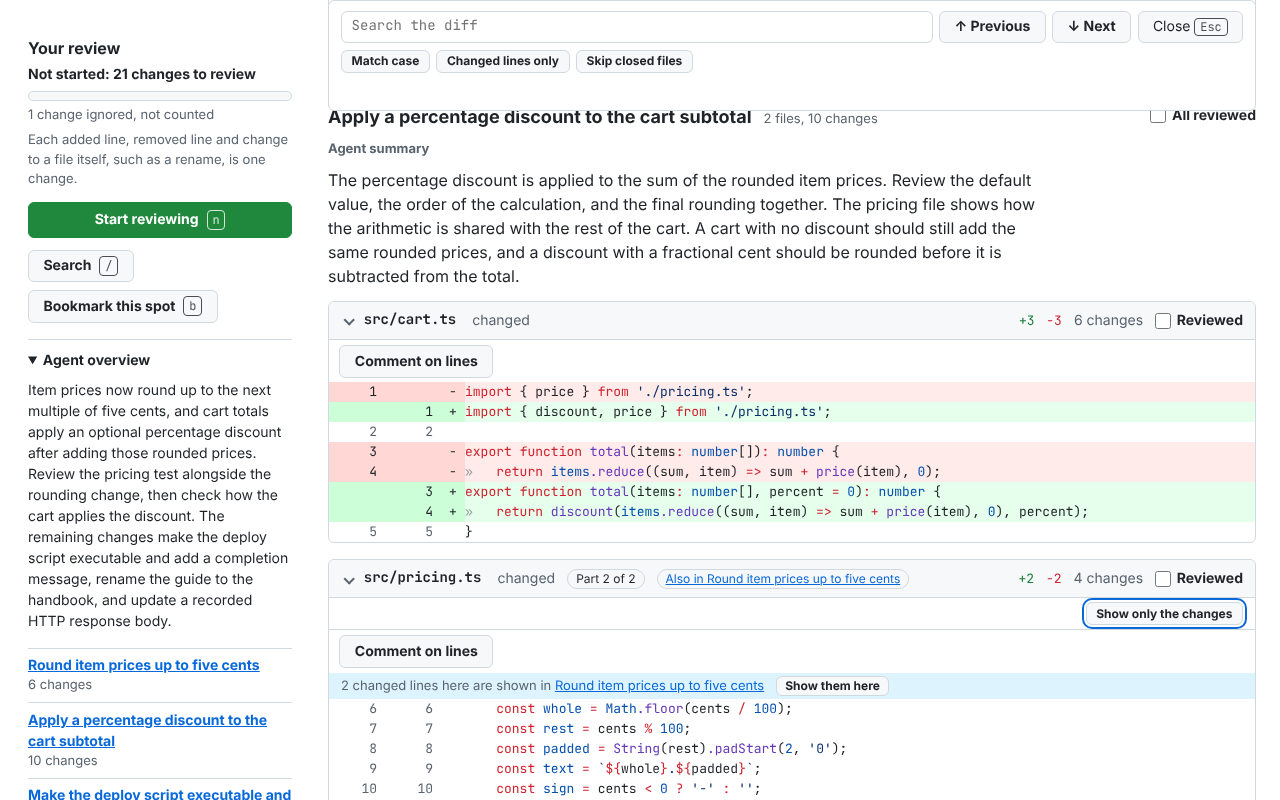 Your review
Not started: 21 changes to review
1 change ignored, not counted
Each added line, removed line and change
to a file itself, such as a rename, is one
change.
Start reviewing n
Search /
Bookmark this spot b
▼ Agent overview
Item prices now round up to the next
multiple of five cents, and cart totals
apply an optional percentage discount
after adding those rounded prices.
Review the pricing test alongside the
rounding change, then check how the
cart applies the discount. The
remaining changes make the deploy
script executable and add a completion
message, rename the guide to the
handbook, and update a recorded
HTTP response body.
Round item prices up to five cents
6 changes
Apply a percentage discount to the
cart subtotal
10 changes
Make the deploy script executable and
Search the diff
↑ Previous
↓ Next
Close Esc
Match case
Changed lines only
Skip closed files
Apply a percentage discount to the cart subtotal 2 files, 10 changes All reviewed
Agent summary
The percentage discount is applied to the sum of the rounded item prices. Review the default
value, the order of the calculation, and the final rounding together. The pricing file shows how
the arithmetic is shared with the rest of the cart. A cart with no discount should still add the
same rounded prices, and a discount with a fractional cent should be rounded before it is
subtracted from the total.
src/cart.ts changed +3 -3 6 changes Reviewed
Comment on lines
1 - import { price } from './pricing.ts';
1 + import { discount, price } from './pricing.ts';
2 2
3 - export function total(items: number[]): number {
4 - » return items.reduce((sum, item) => sum + price(item), 0);
3 + export function total(items: number[], percent = 0): number {
4 + » return discount(items.reduce((sum, item) => sum + price(item), 0), percent);
5 5 }
src/pricing.ts changed Part 2 of 2 Also in Round item prices up to five cents +2 -2 4 changes Reviewed
Show only the changes
Comment on lines
2 changed lines here are shown in Round item prices up to five cents Show them here
6 6 const whole = Math.floor(cents / 100);
7 7 const rest = cents % 100;
8 8 const padded = String(rest).padStart(2, '0');
9 9 const text = `${whole}.${padded}`;
10 10 const sign = cents < 0 ? '-' : '';